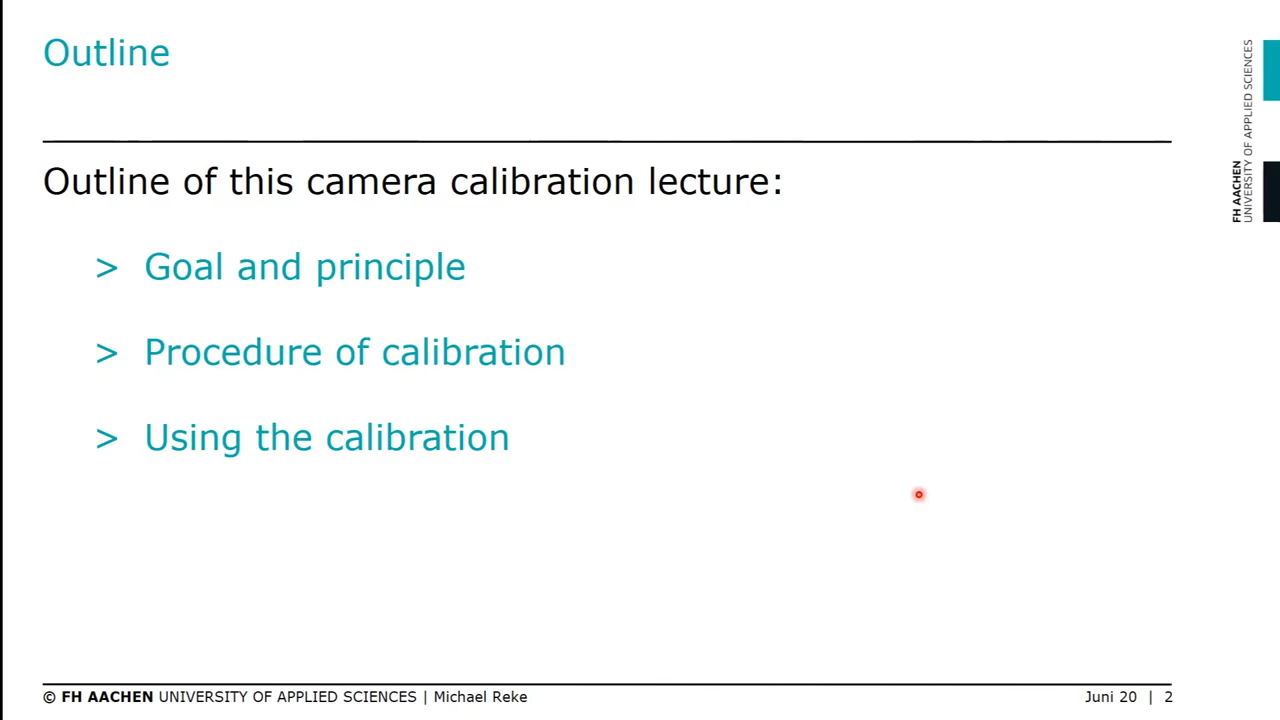 Outline
Outline of this camera calibration lecture:
> Goal and principle
> Procedure of calibration
> Using the calibration
FH AACHEN
UNIVERSITY OF APPLIED SCIENCES
© FH AACHEN UNIVERSITY OF APPLIED SCIENCES | Michael Reke
Juni 20 | 2